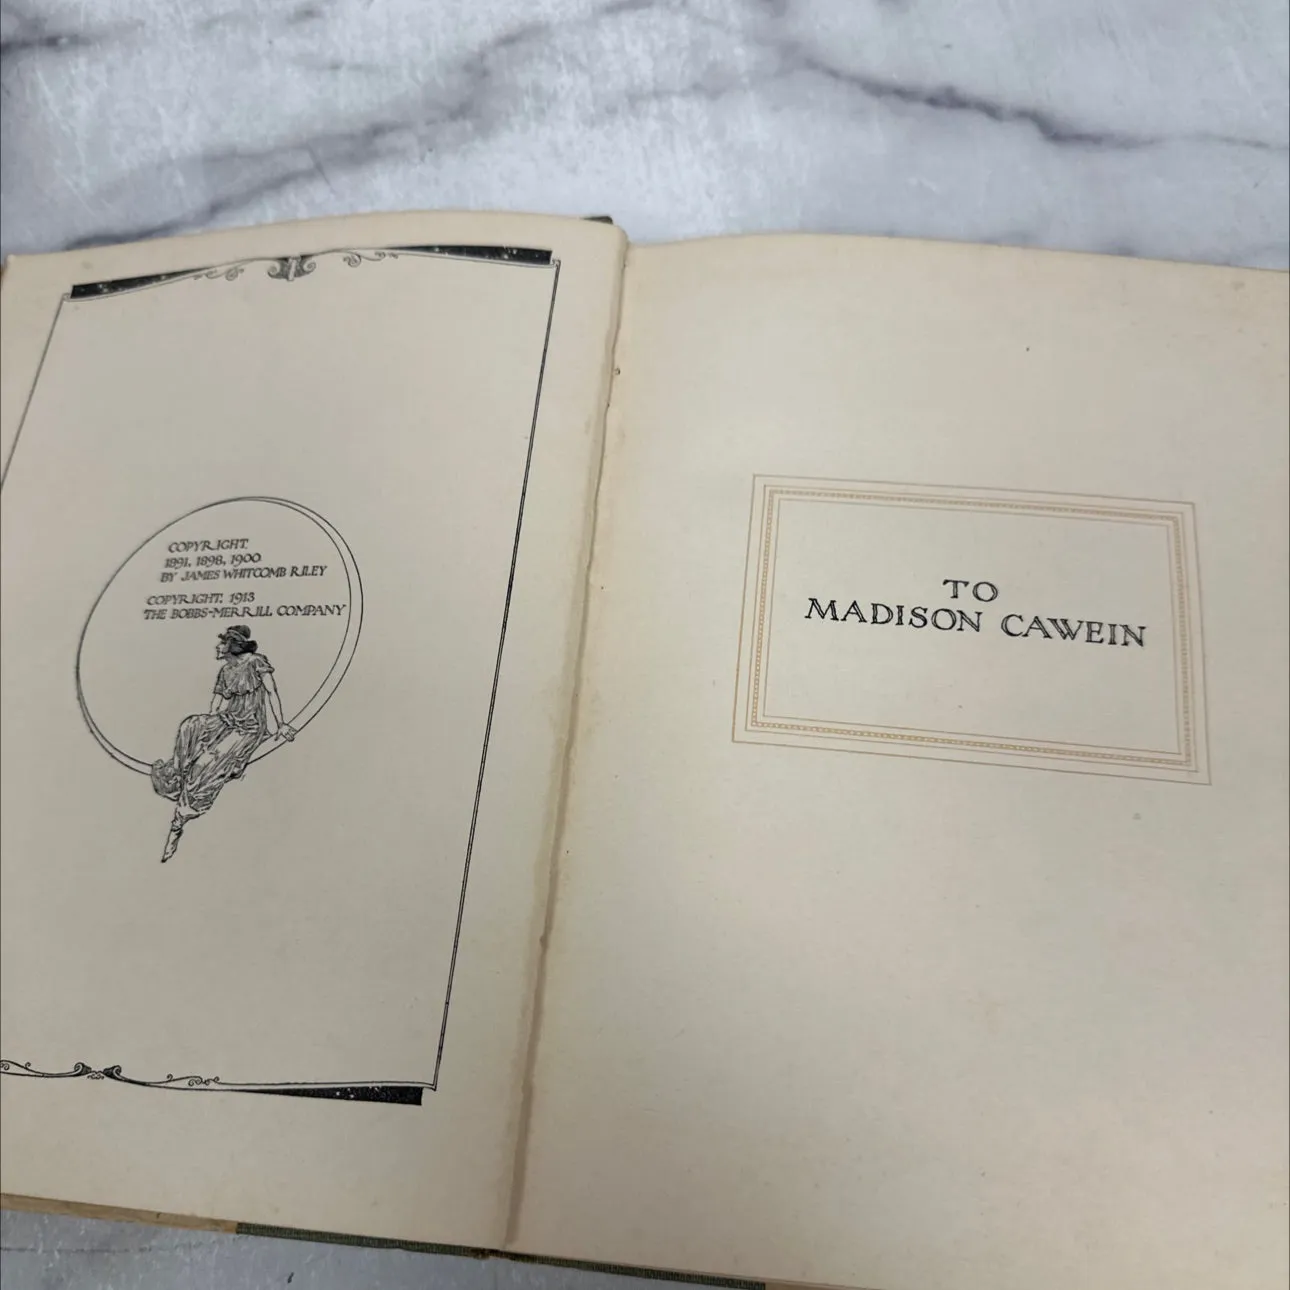 COPYRIGHT
1891, 1898, 1900
BY JAMES WHITCOMB RILEY
COPYRIGHT, 1913
THE BOBBS-MERRILL COMPANY
TO
MADISON CAWEIN